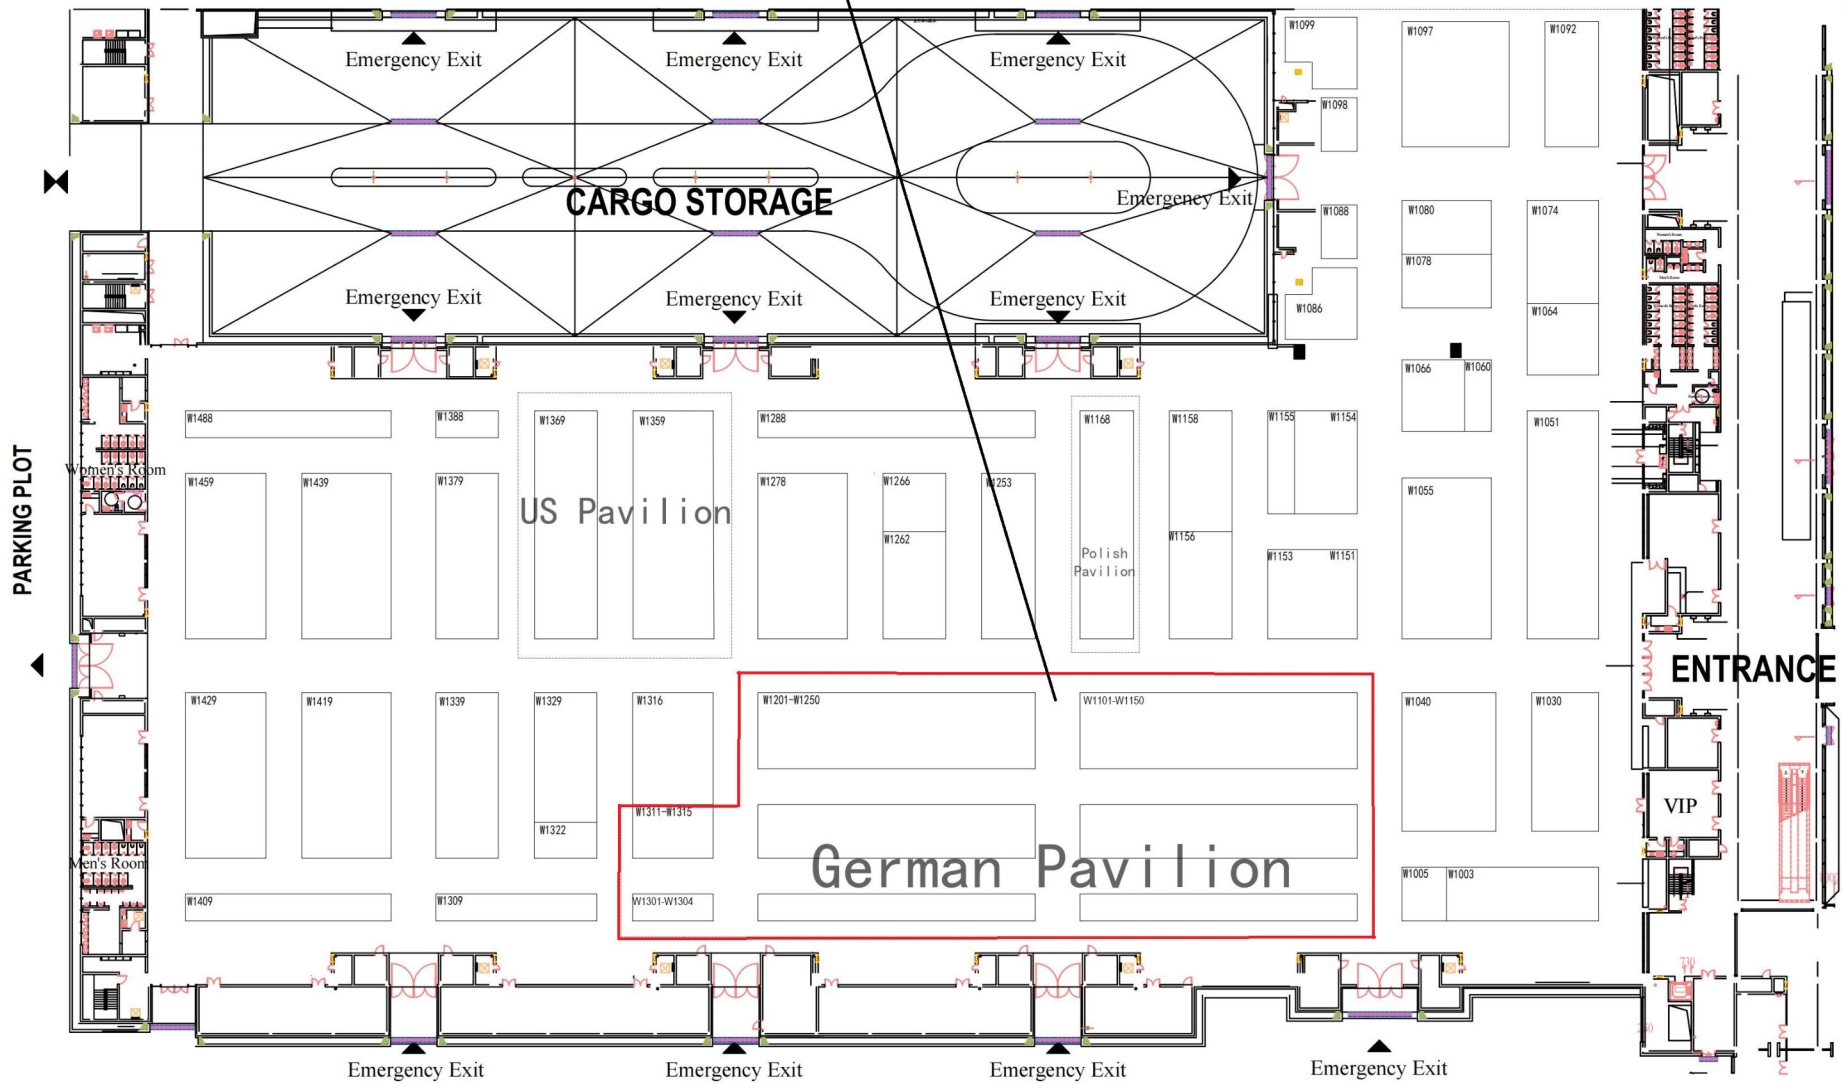 Emergency Exit
Emergency Exit
Emergency Exit
W1099
W1097
W1092
W1098
CARGO STORAGE
Emergency Exit
W1088
W1080
W1074
W1078
Emergency Exit
Emergency Exit
Emergency Exit
W1086
W1064
W1066
W1060
W1488
W1388
W1369
W1359
W1288
W1168
W1158
W1155
W1154
W1051
PARKING PLOT
Women's Room
W1459
W1439
W1379
US Pavilion
W1278
W1266
W1253
W1055
W1262
W1156
Polish
Pavilion
W1153
W1151
ENTRANCE
W1429
W1419
W1339
W1329
W1316
W1201-W1250
W1101-W1150
W1040
W1030
W1311-W1315
VIP
W1322
Men's Room
German Pavilion
W1005
W1003
W1409
W1309
W1301-W1304
730
Emergency Exit
Emergency Exit
Emergency Exit
Emergency Exit